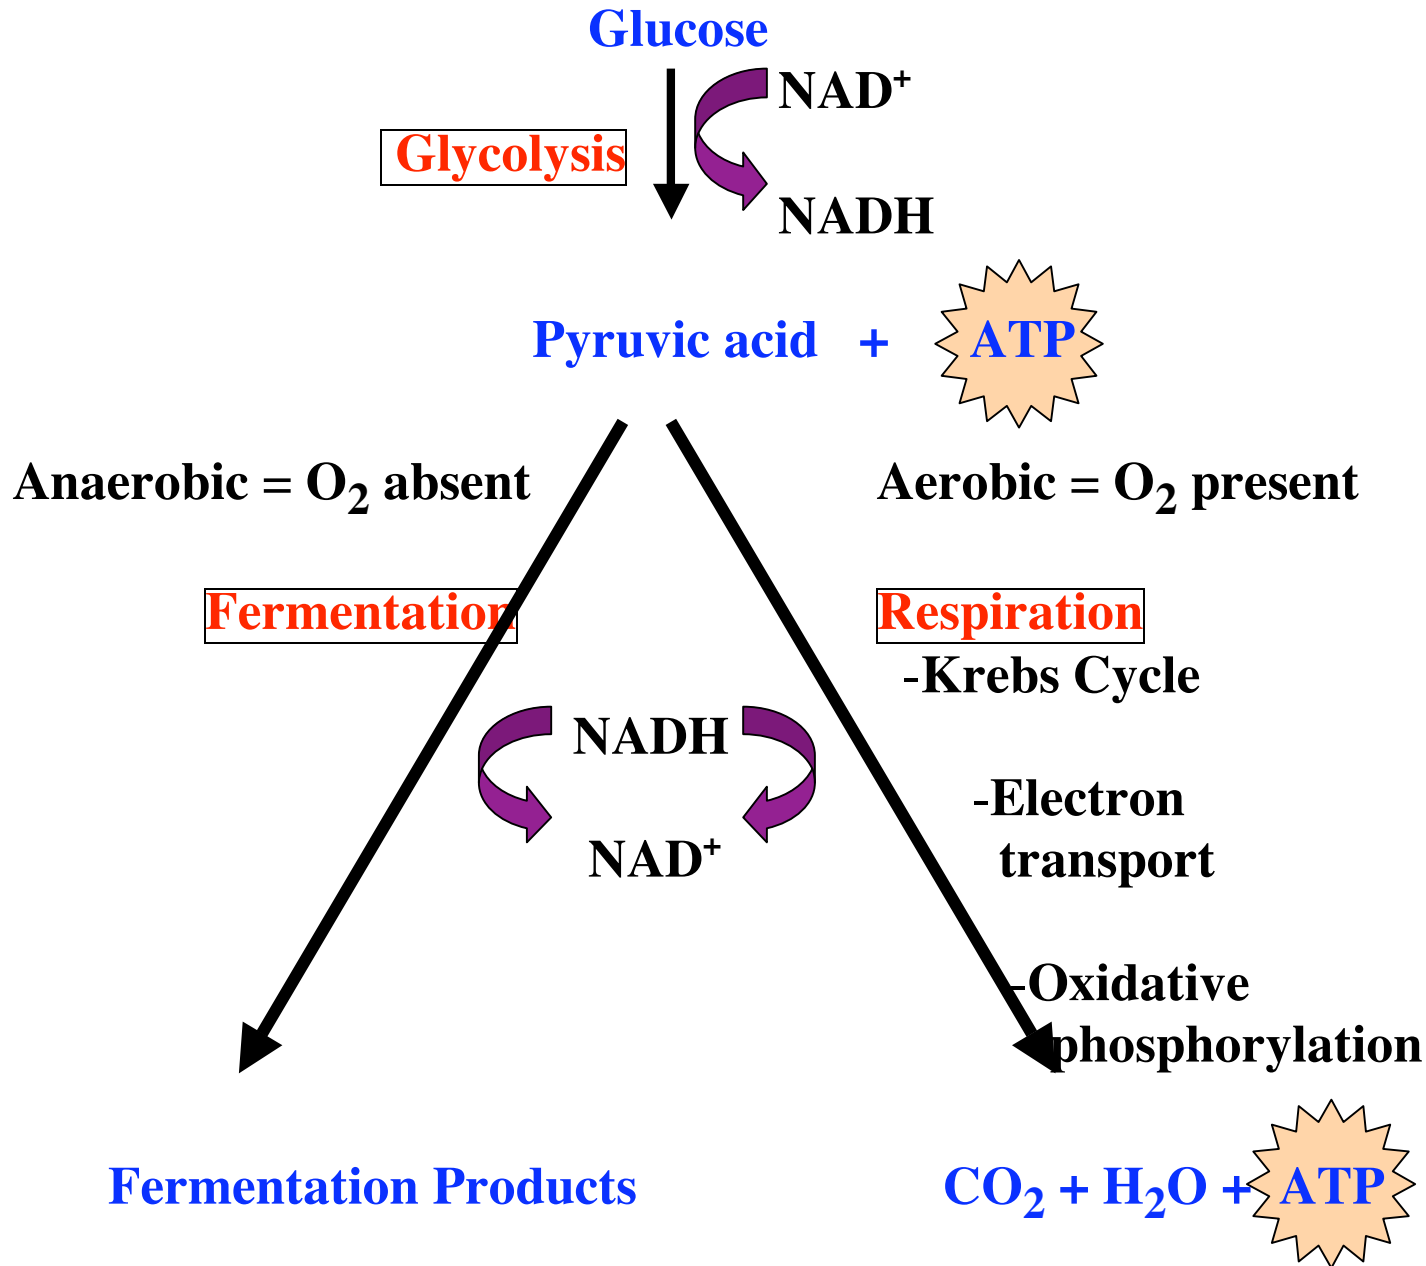 Glucose
NAD⁺
Glycolysis
NADH
Pyruvic acid + ATP
Anaerobic = O₂ absent
Aerobic = O₂ present
Fermentation
Respiration
-Krebs Cycle
NADH
-Electron
transport
NAD⁺
-Oxidative
phosphorylation
Fermentation Products
CO₂ + H₂O + ATP